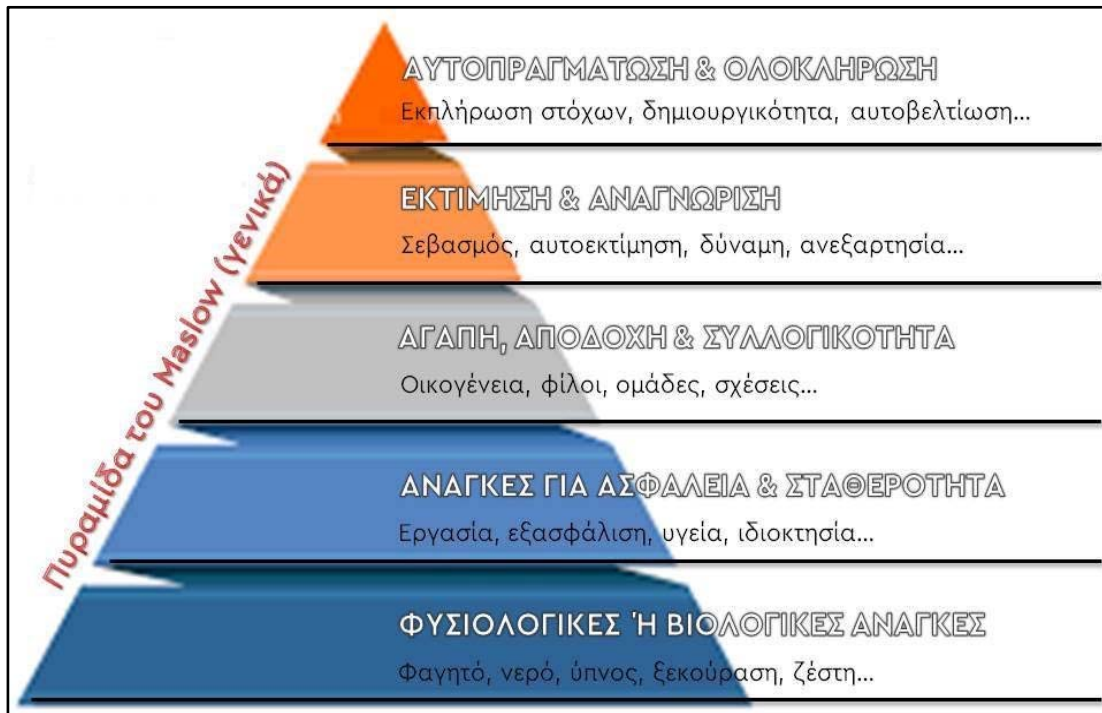 ΑΥΤΟΠΡΑΓΜΑΤΩΣΗ & ΟΛΟΚΛΗΡΩΣΗ
Εκπλήρωση στόχων, δημιουργικότητα, αυτοβελτίωση...
ΕΚΤΙΜΗΣΗ & ΑΝΑΓΝΩΡΙΣΗ
Σεβασμός, αυτοεκτίμηση, δύναμη, ανεξαρτησία...
ΑΓΑΠΗ, ΑΠΟΔΟΧΗ & ΣΥΛΛΟΓΙΚΟΤΗΤΑ
Οικογένεια, φίλοι, ομάδες, σχέσεις...
ΑΝΑΓΚΕΣ ΓΙΑ ΑΣΦΑΛΕΙΑ & ΣΤΑΘΕΡΟΤΗΤΑ
Εργασία, εξασφάλιση, υγεία, ιδιοκτησία...
ΦΥΣΙΟΛΟΓΙΚΕΣ Ή ΒΙΟΛΟΓΙΚΕΣ ΑΝΑΓΚΕΣ
Φαγητό, νερό, ύπνος, ξεκούραση, ζέστη...
Πυραμίδα του Maslow (γενικά)